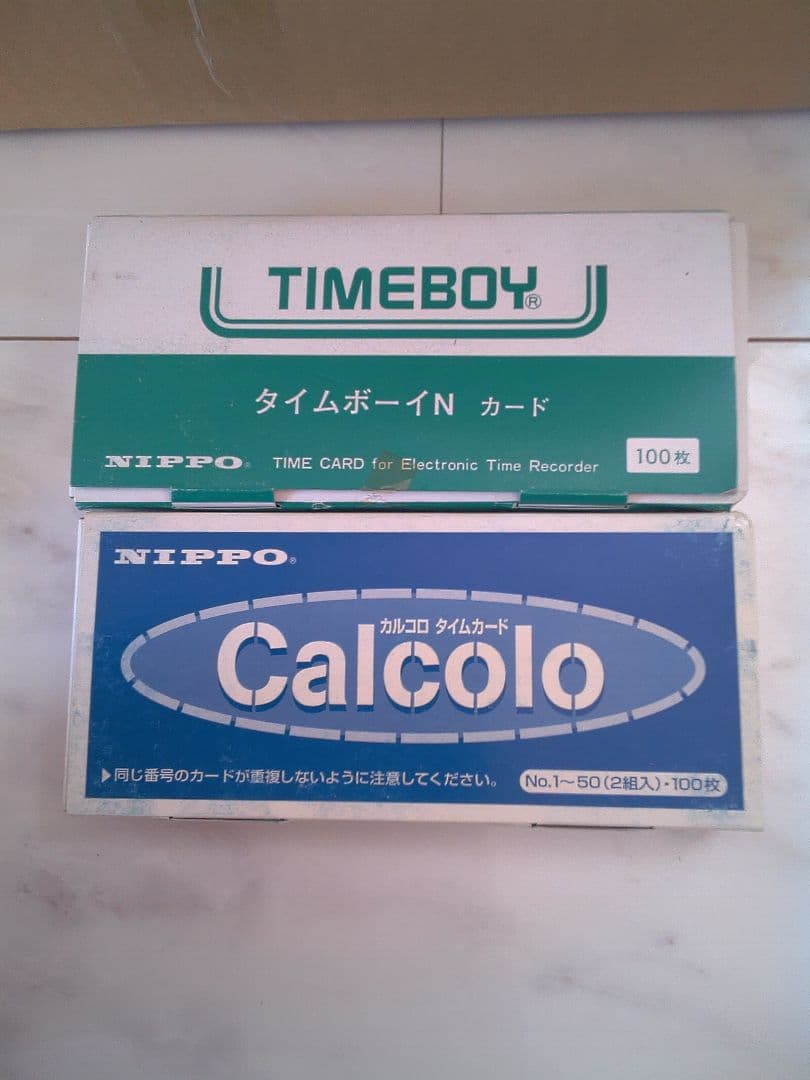 TIMEBOY®
タイムボーイN カード
NIPPO® TIME CARD for Electronic Time Recorder 100枚
NIPPO®
カルコロ タイムカード
Calcolo
▶同じ番号のカードが重複しないように注意してください。 No.1～50(2組入)・100枚